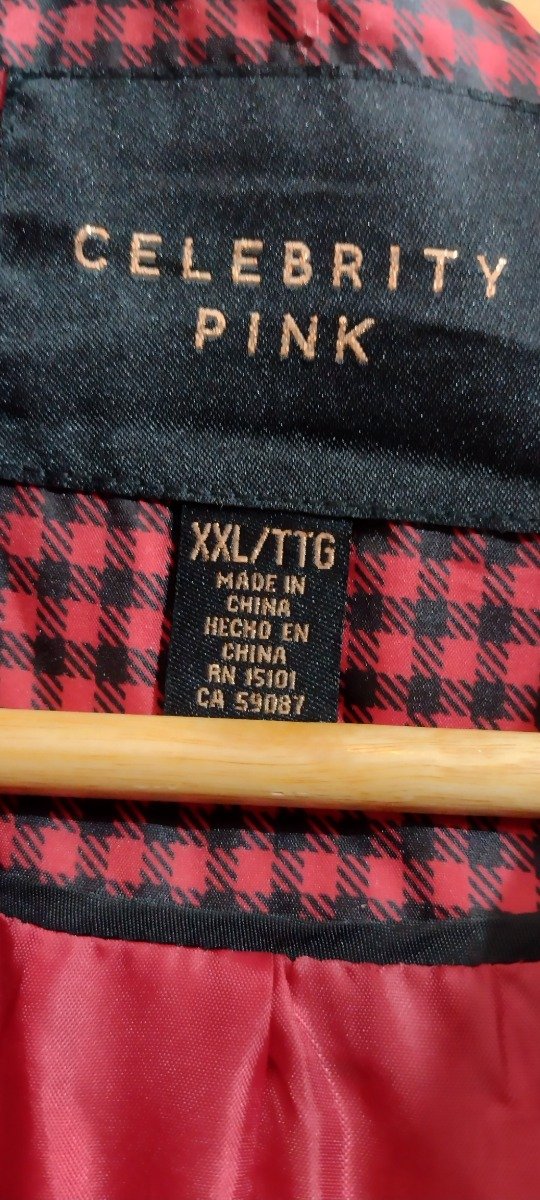 CELEBRITY
PINK
XXL/TTG
MADE IN
CHINA
HECHO EN
CHINA
RN 15101
CA 59087